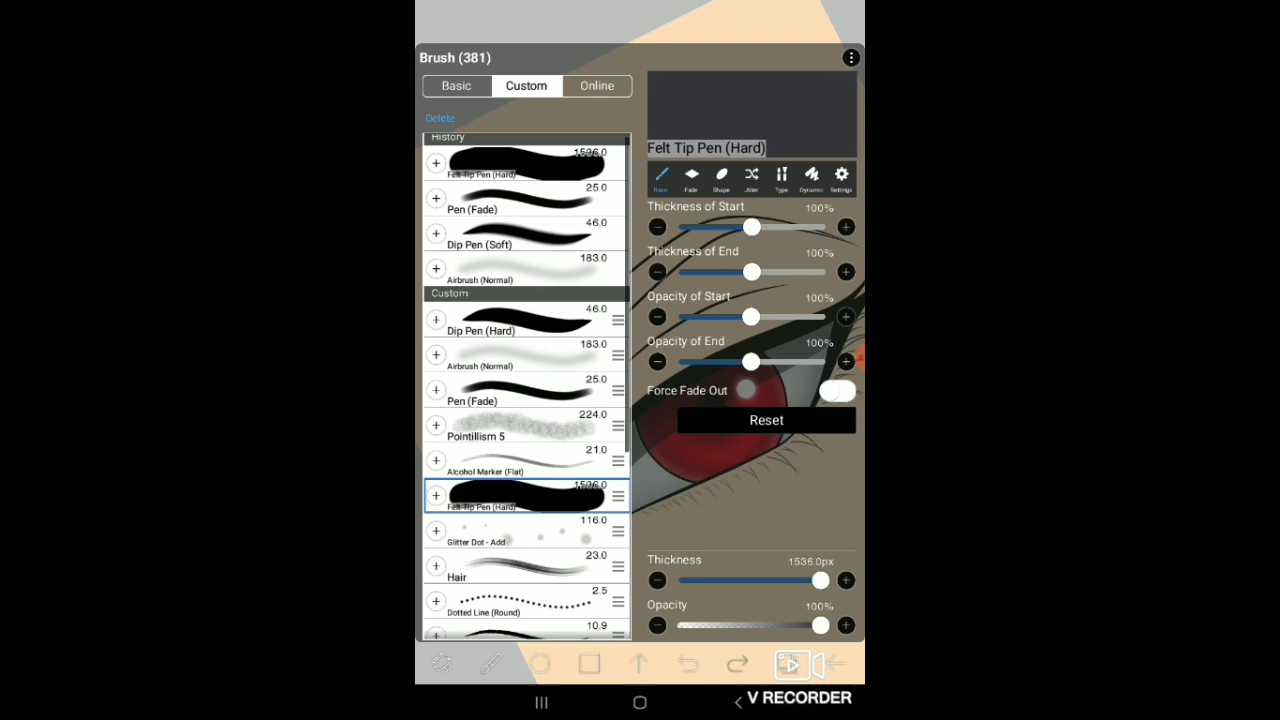 Brush (381)
Basic
Custom
Online
Delete
History
1536.0
Felt Tip Pen (Hard)
25.0
Pen (Fade)
46.0
Dip Pen (Soft)
183.0
Airbrush (Normal)
Custom
46.0
Dip Pen (Hard)
183.0
Airbrush (Normal)
25.0
Pen (Fade)
224.0
Pointillism 5
21.0
Alcohol Marker (Flat)
1536.0
Felt Tip Pen (Hard)
116.0
Glitter Dot - Add
23.0
Hair
2.5
Dotted Line (Round)
10.9
Felt Tip Pen (Hard)
Basic
Fade
Shape
Jitter
Type
Dynamic
Settings
Thickness of Start
100%
Thickness of End
100%
Opacity of Start
100%
Opacity of End
100%
Force Fade Out
Reset
Thickness
1536.0px
Opacity
100%
V RECORDER